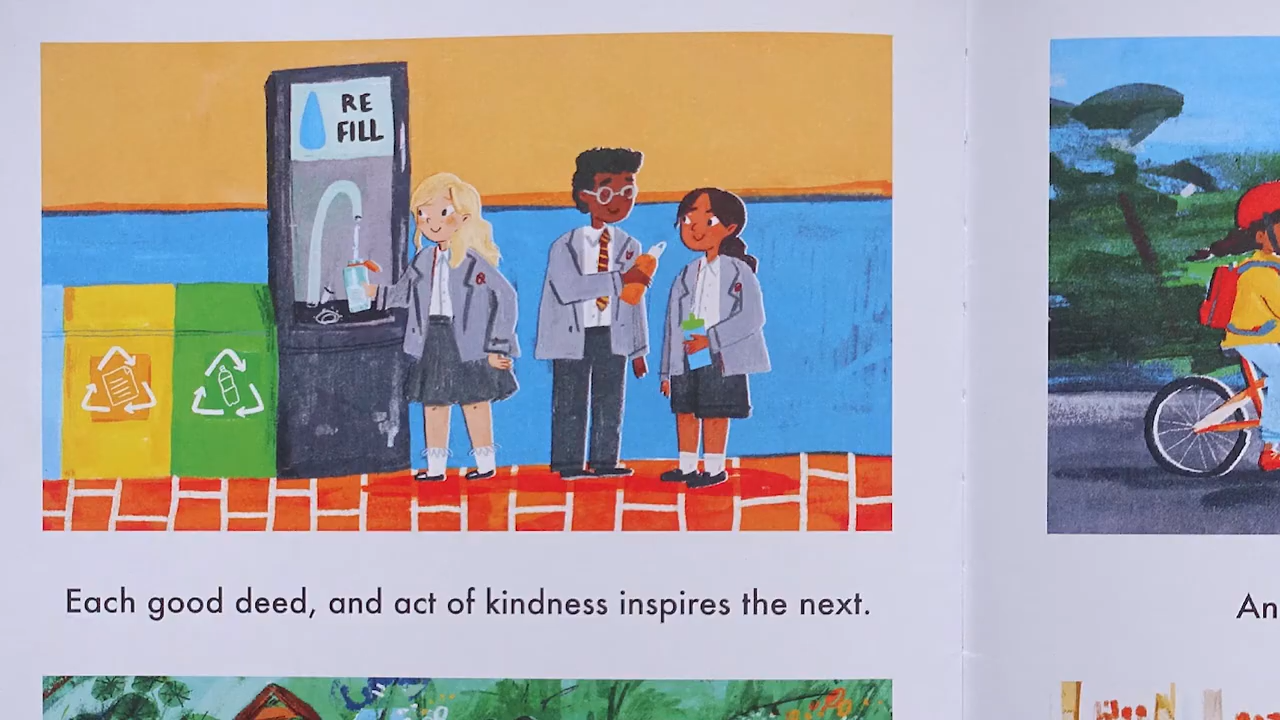 RE
FILL
Each good deed, and act of kindness inspires the next.
An